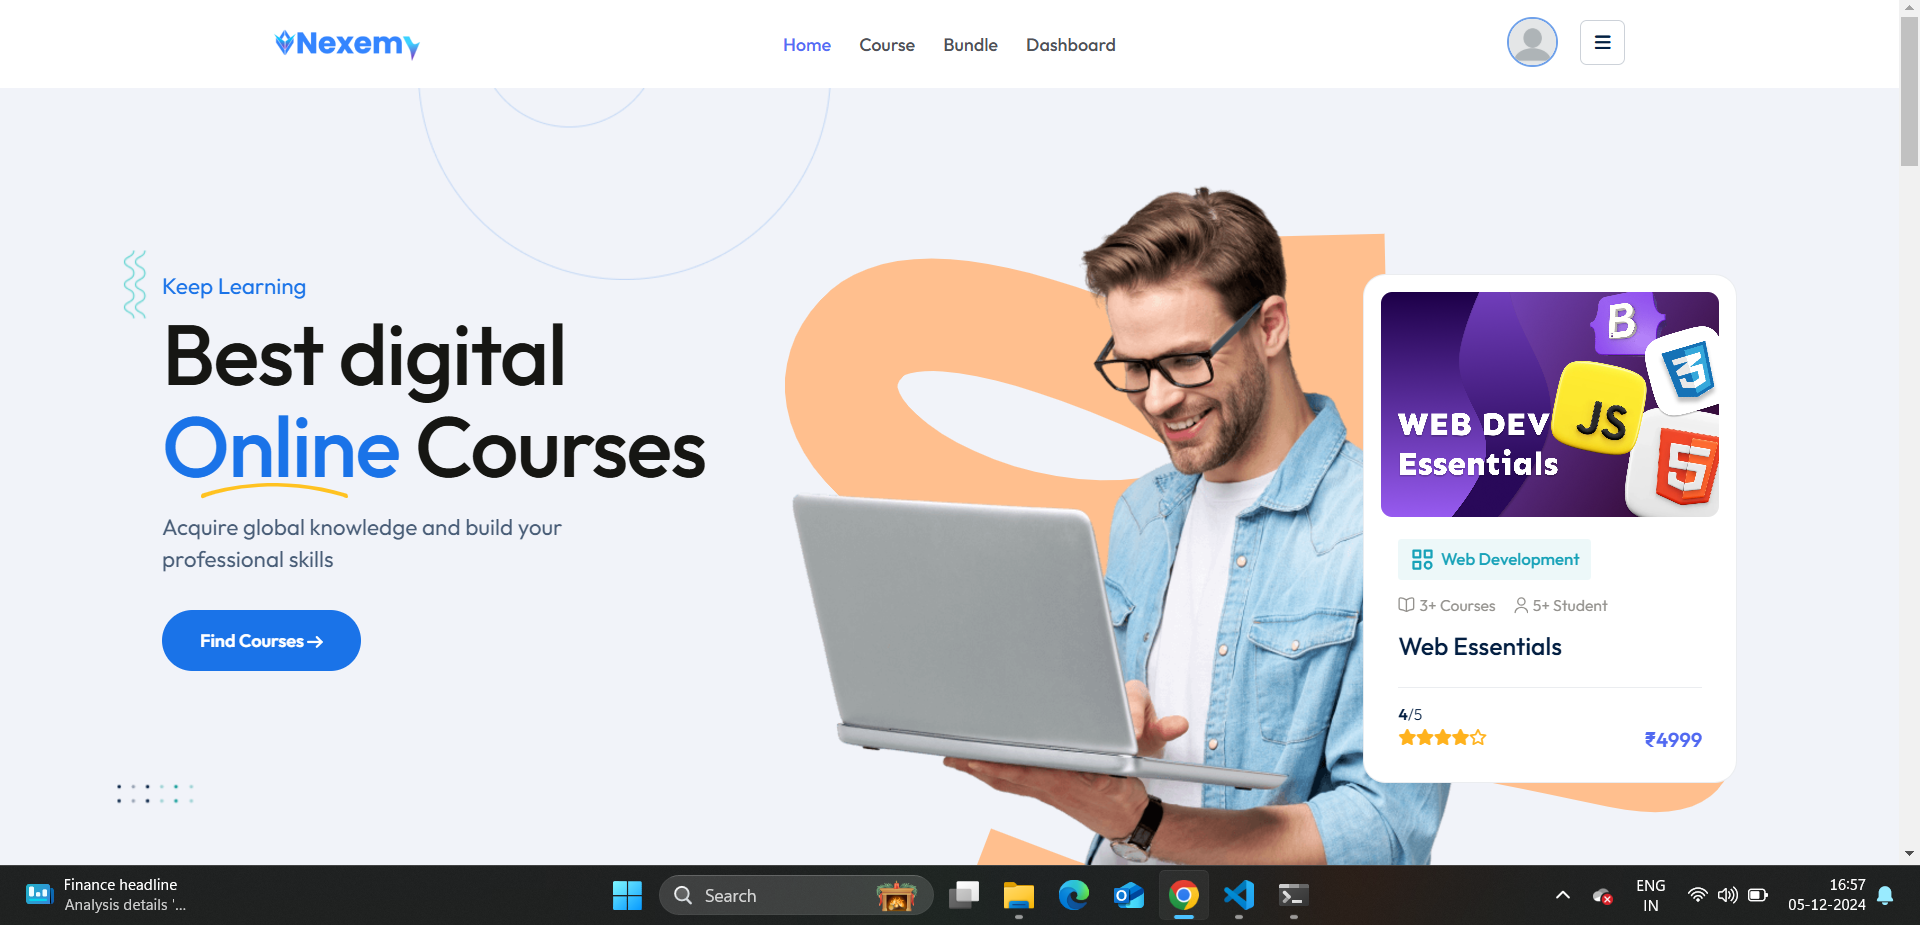 Nexemy
Home Course Bundle Dashboard
Keep Learning
Best digital
Online Courses
Acquire global knowledge and build your
professional skills
Find Courses →
B
3
JS
5
WEB DEV
Essentials
Web Development
3+ Courses 5+ Student
Web Essentials
4/5
₹4999
Finance headline
Analysis details '...
Search
ENG
IN
16:57
05-12-2024